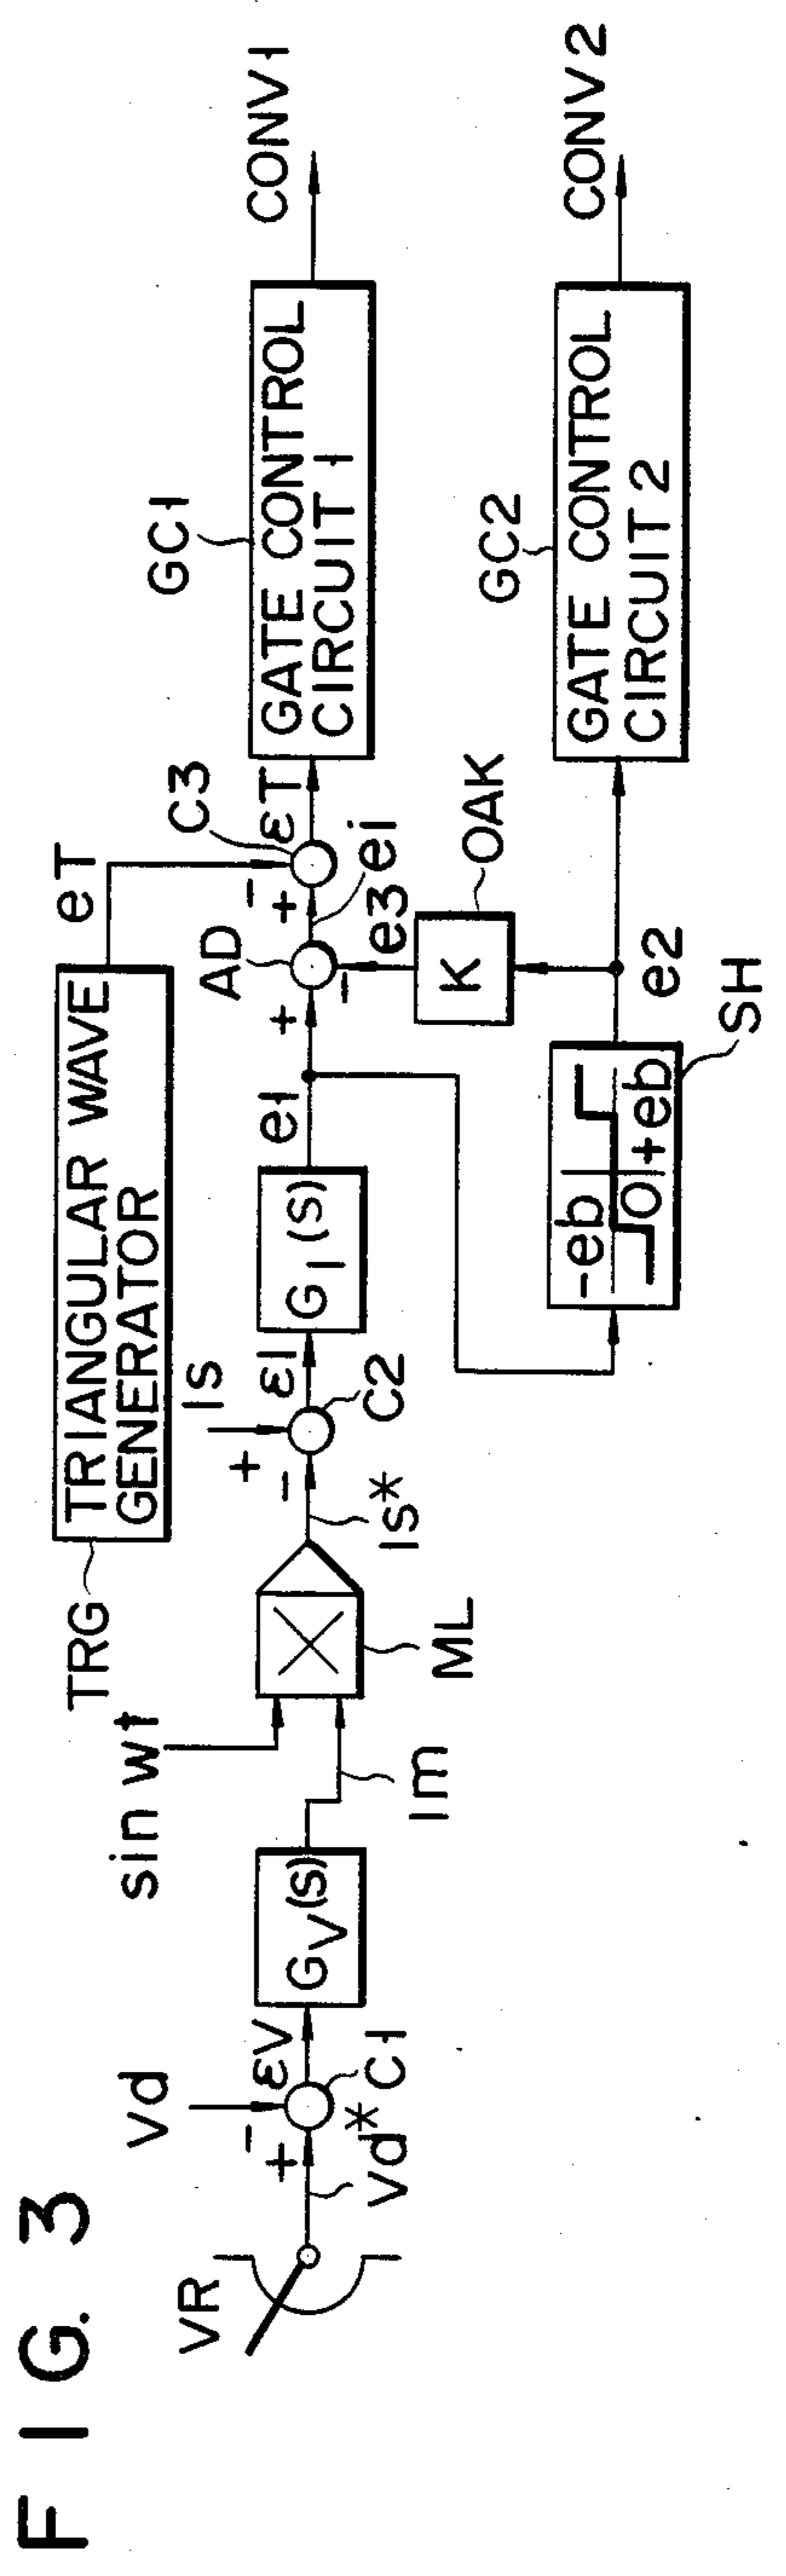 FIG. 3
VR
Vd*
Vd
- +
C1
εV
GV(S)
Im
sin wt
ML
IS*
IS
+ -
C2
εI
GI(S)
e1
TRG
TRIANGULAR WAVE
GENERATOR
eT
+
AD
-
e3
ei
- +
C3
εT
GC1
GATE CONTROL
CIRCUIT 1
CONV1
K
OAK
-eb
0
+eb
SH
e2
GC2
GATE CONTROL
CIRCUIT 2
CONV2